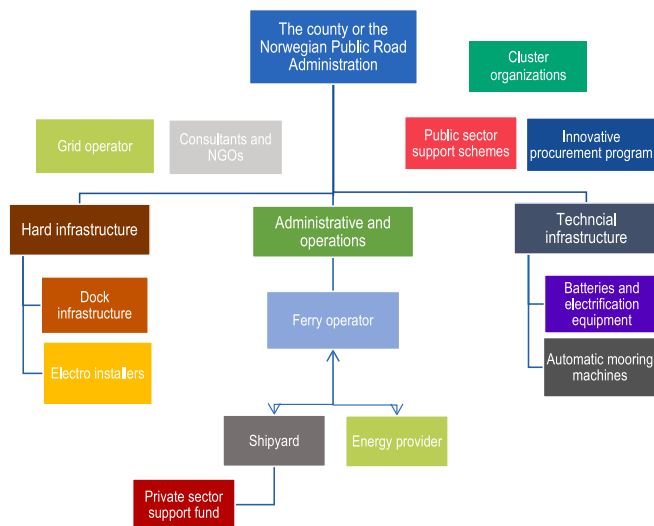 The county or the
Norwegian Public Road
Administration
Cluster
organizations
Grid operator
Consultants and
NGOs
Public sector
support schemes
Innovative
procurement program
Hard infrastructure
Administrative and
operations
Techncial
infrastructure
Dock
infrastructure
Ferry operator
Batteries and
electrification
equipment
Electro installers
Automatic mooring
machines
Shipyard
Energy provider
Private sector
support fund